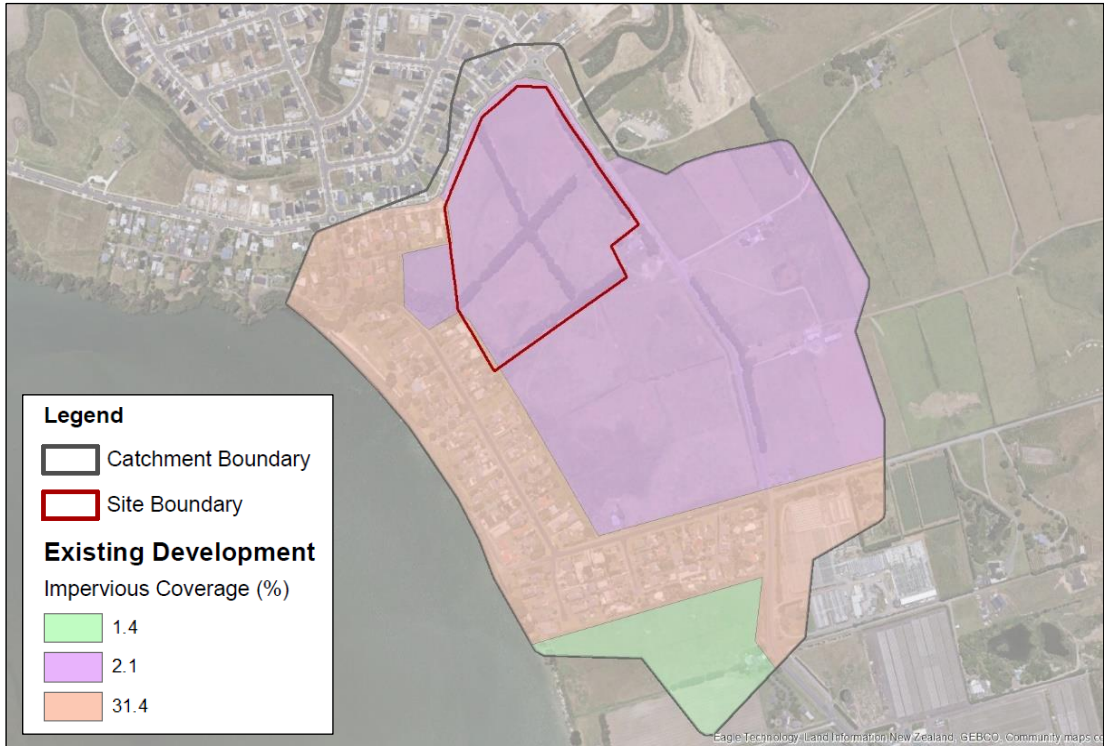 Legend
Catchment Boundary
Site Boundary
Existing Development
Impervious Coverage (%)
1.4
2.1
31.4
Eagle Technology, Land Information New Zealand, GEBCO, Community maps co